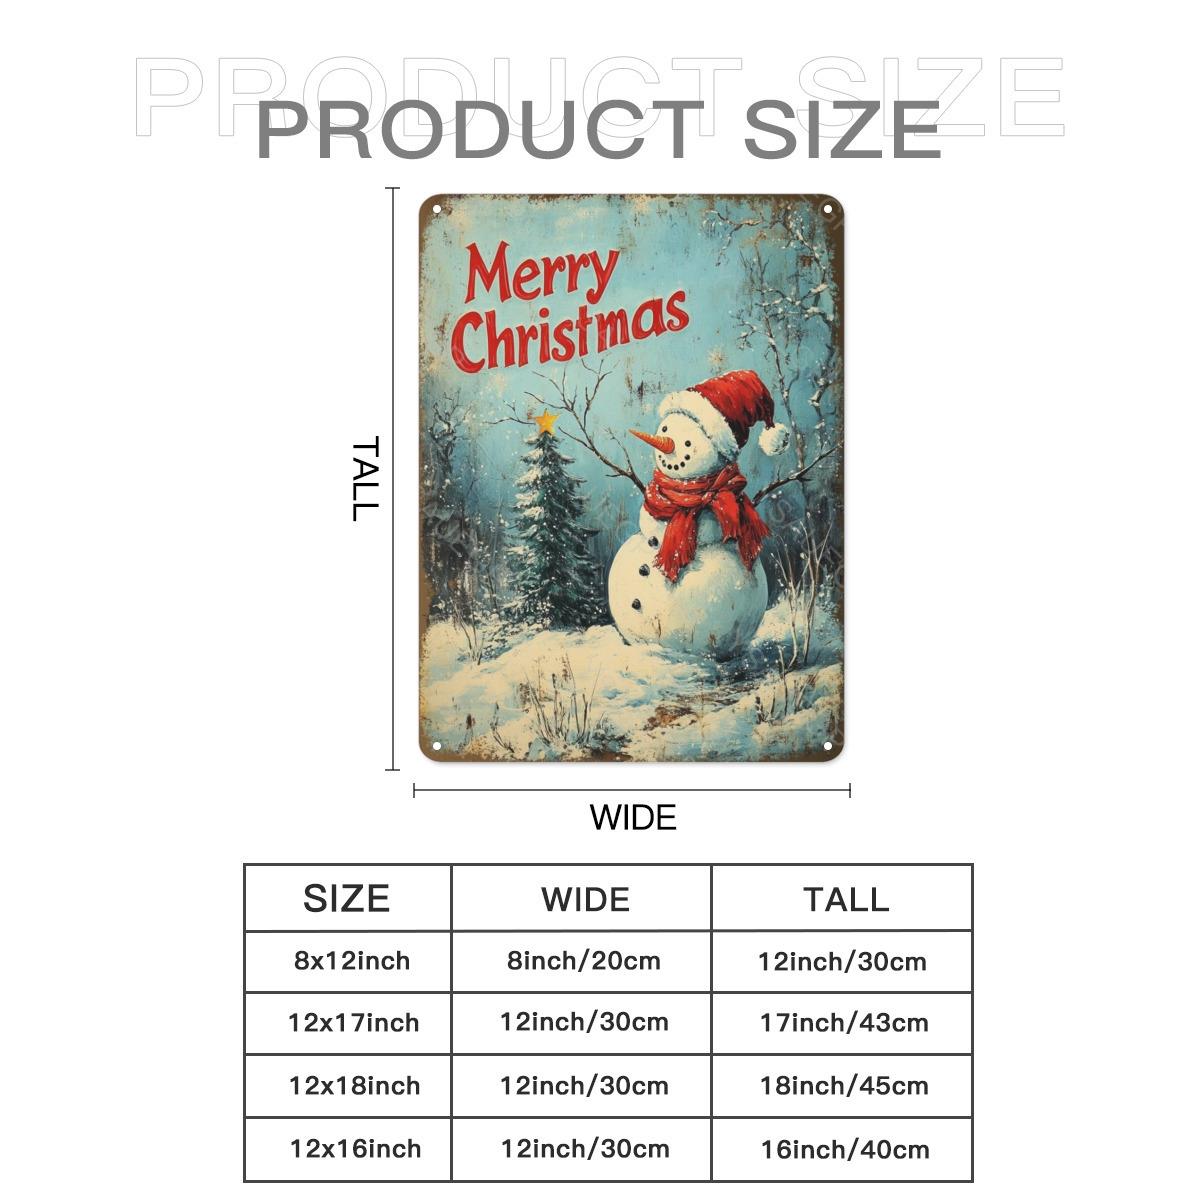 PRODUCT SIZE
PRODUCT SIZE
Merry
Christmas
TALL
WIDE
SIZE WIDE TALL
8x12inch 8inch/20cm 12inch/30cm
12x17inch 12inch/30cm 17inch/43cm
12x18inch 12inch/30cm 18inch/45cm
12x16inch 12inch/30cm 16inch/40cm